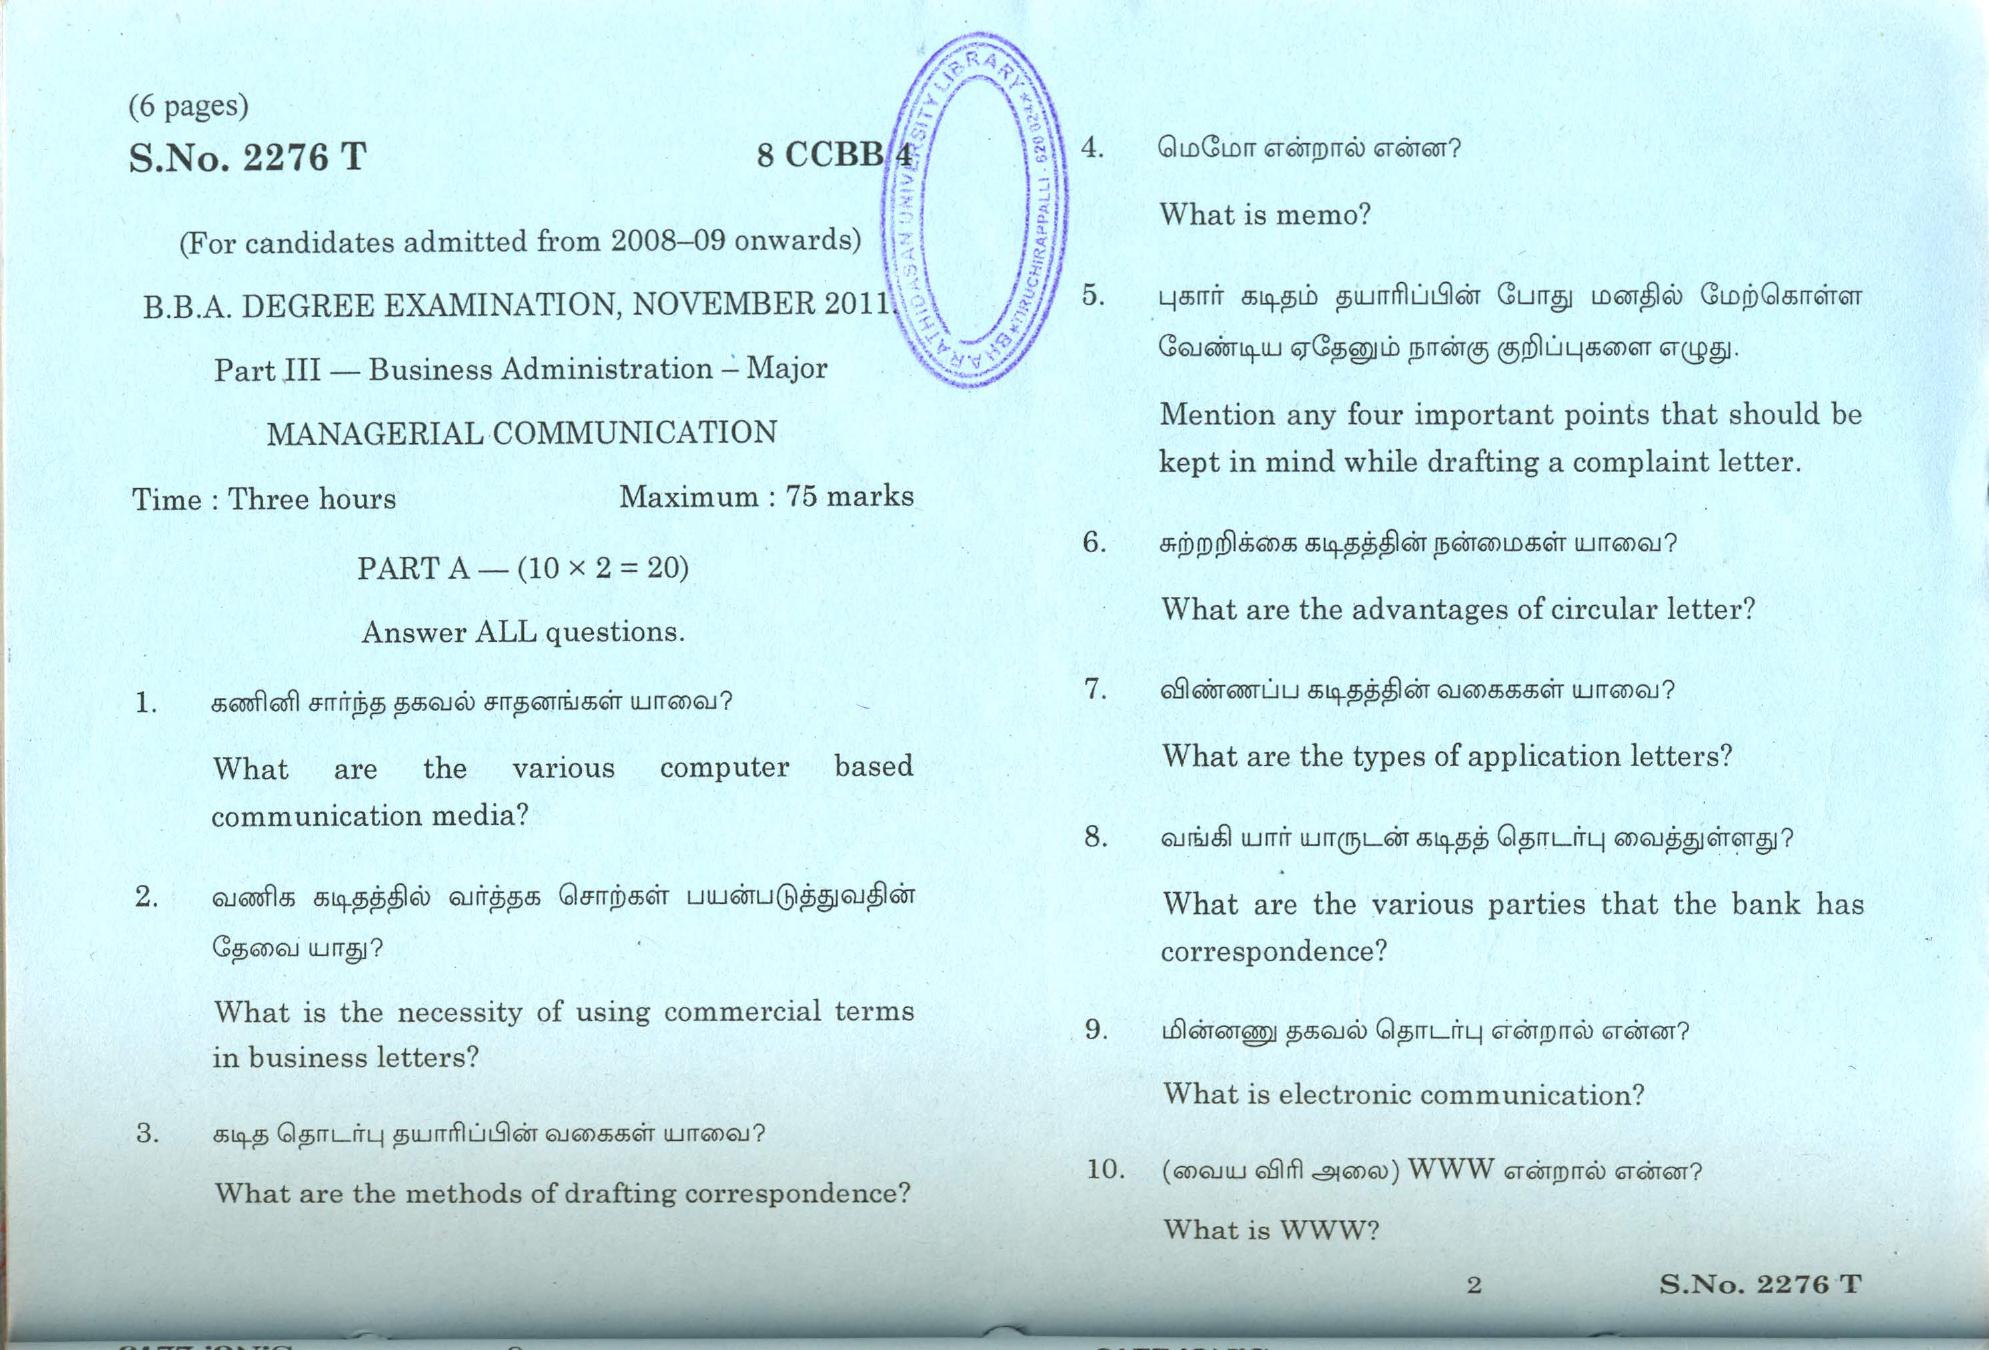 (6 pages)
S.No. 2276 T 8 CCBB 4
(For candidates admitted from 2008–09 onwards)
B.B.A. DEGREE EXAMINATION, NOVEMBER 2011.
Part III — Business Administration – Major
MANAGERIAL COMMUNICATION
Time : Three hours Maximum : 75 marks
PART A — (10 × 2 = 20)
Answer ALL questions.
1. கணினி சார்ந்த தகவல் சாதனங்கள் யாவை?
What are the various computer based
communication media?
2. வணிக கடிதத்தில் வர்த்தக சொற்கள் பயன்படுத்துவதின்
தேவை யாது?
What is the necessity of using commercial terms
in business letters?
3. கடித தொடர்பு தயாரிப்பின் வகைகள் யாவை?
What are the methods of drafting correspondence?
BHARATHIDASAN UNIVERSITY LIBRARY
TIRUCHIRAPPALLI - 620 024
4. மெமோ என்றால் என்ன?
What is memo?
5. புகார் கடிதம் தயாரிப்பின் போது மனதில் மேற்கொள்ள
வேண்டிய ஏதேனும் நான்கு குறிப்புகளை எழுது.
Mention any four important points that should be
kept in mind while drafting a complaint letter.
6. சுற்றறிக்கை கடிதத்தின் நன்மைகள் யாவை?
What are the advantages of circular letter?
7. விண்ணப்ப கடிதத்தின் வகைககள் யாவை?
What are the types of application letters?
8. வங்கி யார் யாருடன் கடிதத் தொடர்பு வைத்துள்ளது?
What are the various parties that the bank has
correspondence?
9. மின்னணு தகவல் தொடர்பு என்றால் என்ன?
What is electronic communication?
10. (வைய விரி அலை) WWW என்றால் என்ன?
What is WWW?
2 S.No. 2276 T